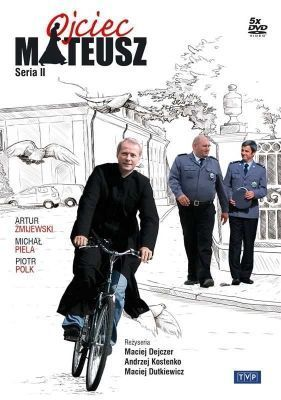 Ojciec
MATEUSZ
Seria II
5x
DVD
VIDEO
ARTUR
ŻMIJEWSKI
MICHAŁ
PIELA
PIOTR
POLK
Reżyseria
Maciej Dejczer
Andrzej Kostenko
Maciej Dutkiewicz
TVP